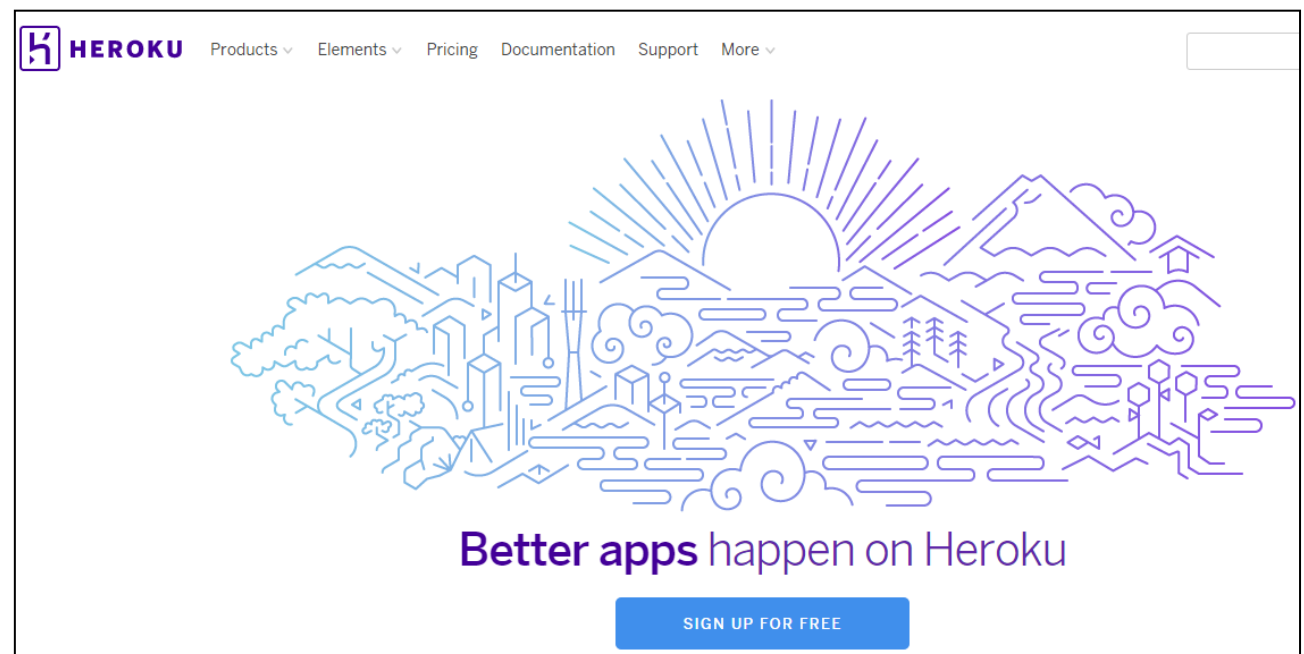 HEROKU Products Elements Pricing Documentation Support More
Better apps happen on Heroku
SIGN UP FOR FREE